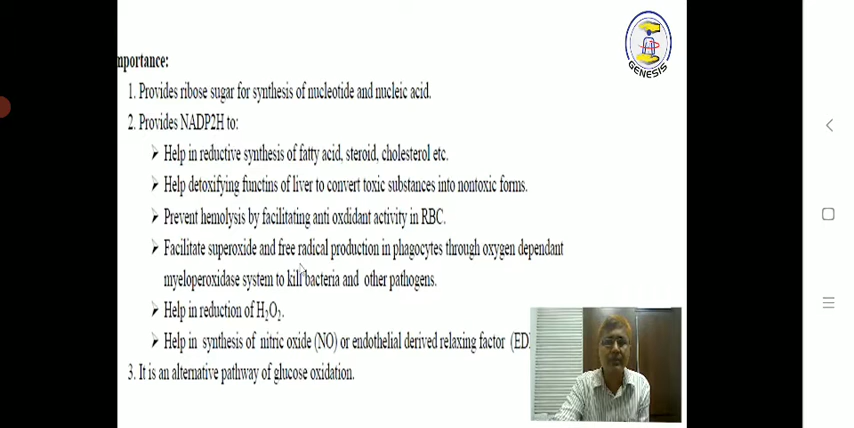 mportance:
GENESIS
1. Provides ribose sugar for synthesis of nucleotide and nucleic acid.
2. Provides NADP2H to:
➢ Help in reductive synthesis of fatty acid, steroid, cholesterol etc.
➢ Help detoxifying functins of liver to convert toxic substances into nontoxic forms.
➢ Prevent hemolysis by facilitating anti oxdidant activity in RBC.
➢ Facilitate superoxide and free radical production in phagocytes through oxygen dependant
myeloperoxidase system to kill bacteria and other pathogens.
➢ Help in reduction of H₂O₂.
➢ Help in synthesis of nitric oxide (NO) or endothelial derived relaxing factor (ED
3. It is an alternative pathway of glucose oxidation.